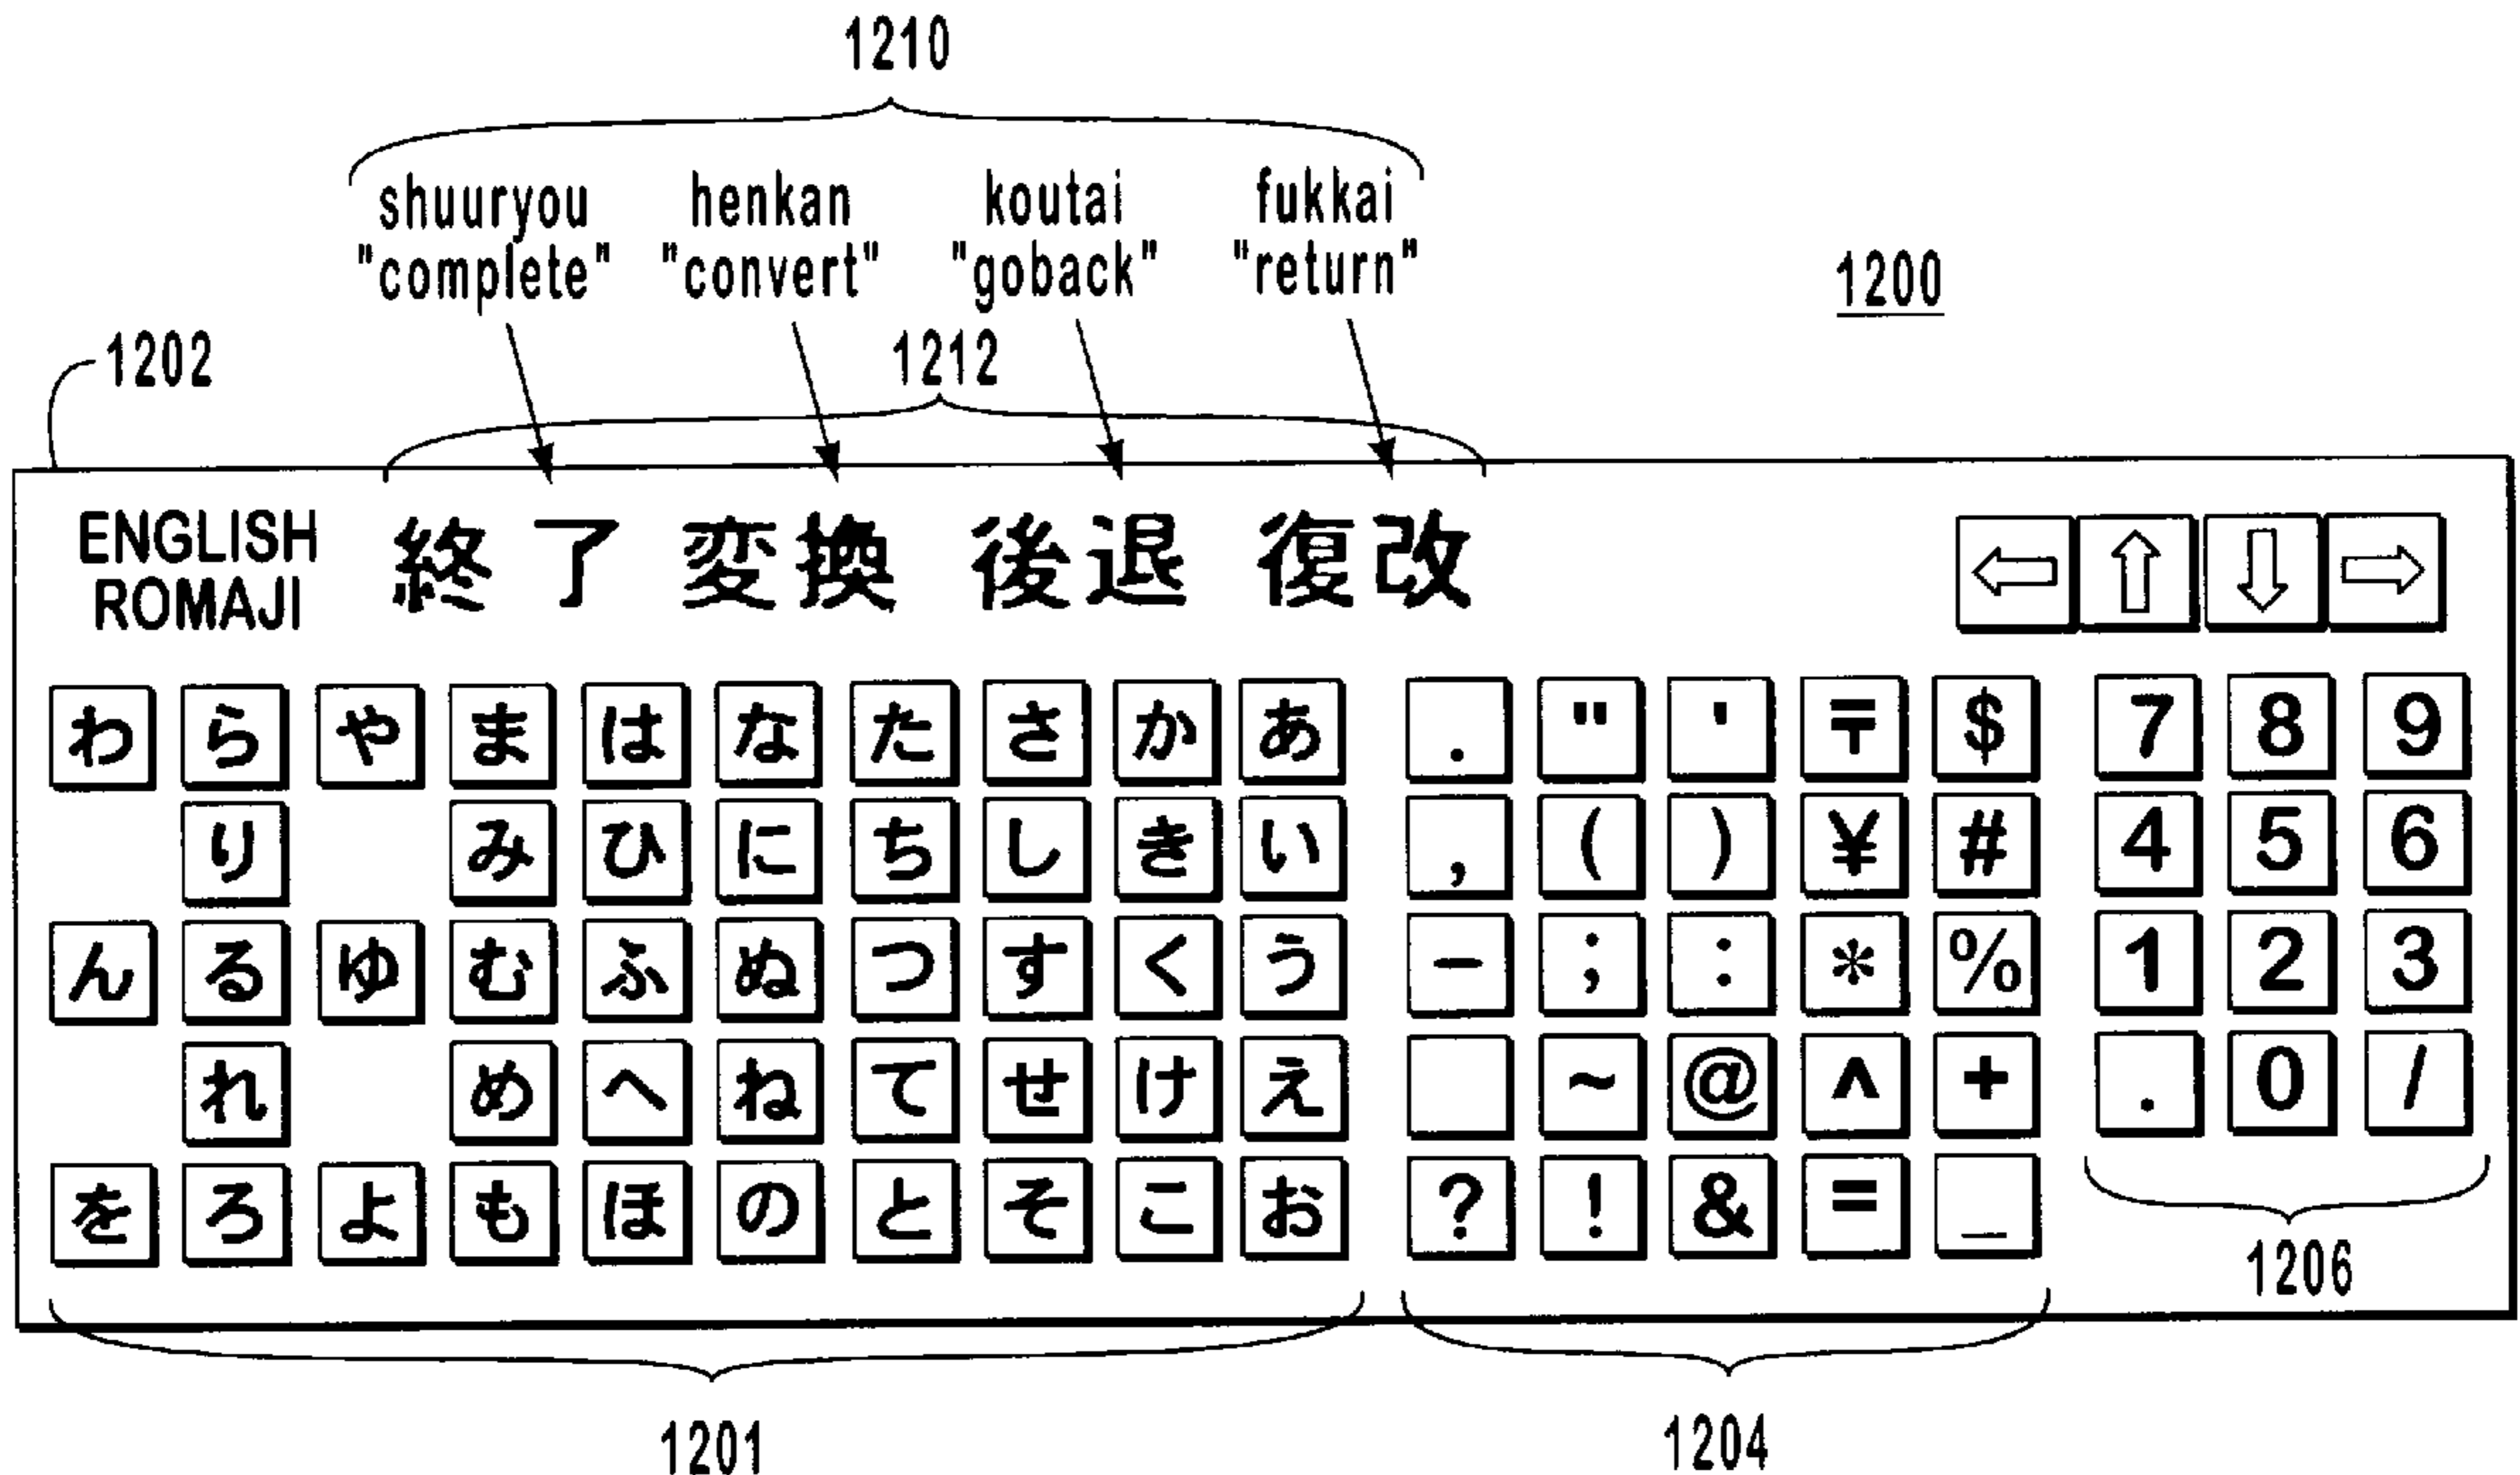 1210
shuuryou henkan koutai fukkai
"complete" "convert" "goback" "return"
1200
1202
1212
ENGLISH
ROMAJI
終了 変換 後退 復改
わ ら や ま は な た さ か あ . " ' 〒 $ 7 8 9
り み ひ に ち し き い , ( ) ¥ # 4 5 6
ん る ゆ む ふ ぬ つ す く う - ; : * % 1 2 3
れ め へ ね て せ け え ~ @ ^ + . 0 /
を ろ よ も ほ の と そ こ お ? ! & = _
1206
1201
1204